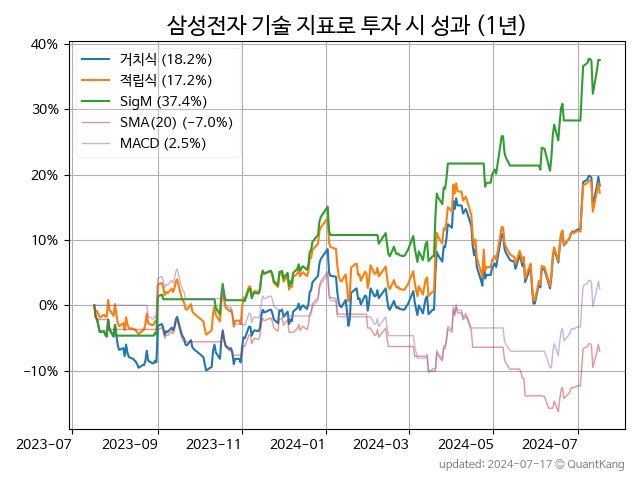 삼성전자 기술 지표로 투자 시 성과 (1년)
거치식 (18.2%)
적립식 (17.2%)
SigM (37.4%)
SMA(20) (−7.0%)
MACD (2.5%)
40%
30%
20%
10%
0%
−10%
2023-07 2023-09 2023-11 2024-01 2024-03 2024-05 2024-07
updated: 2024-07-17 ⓒ QuantKang